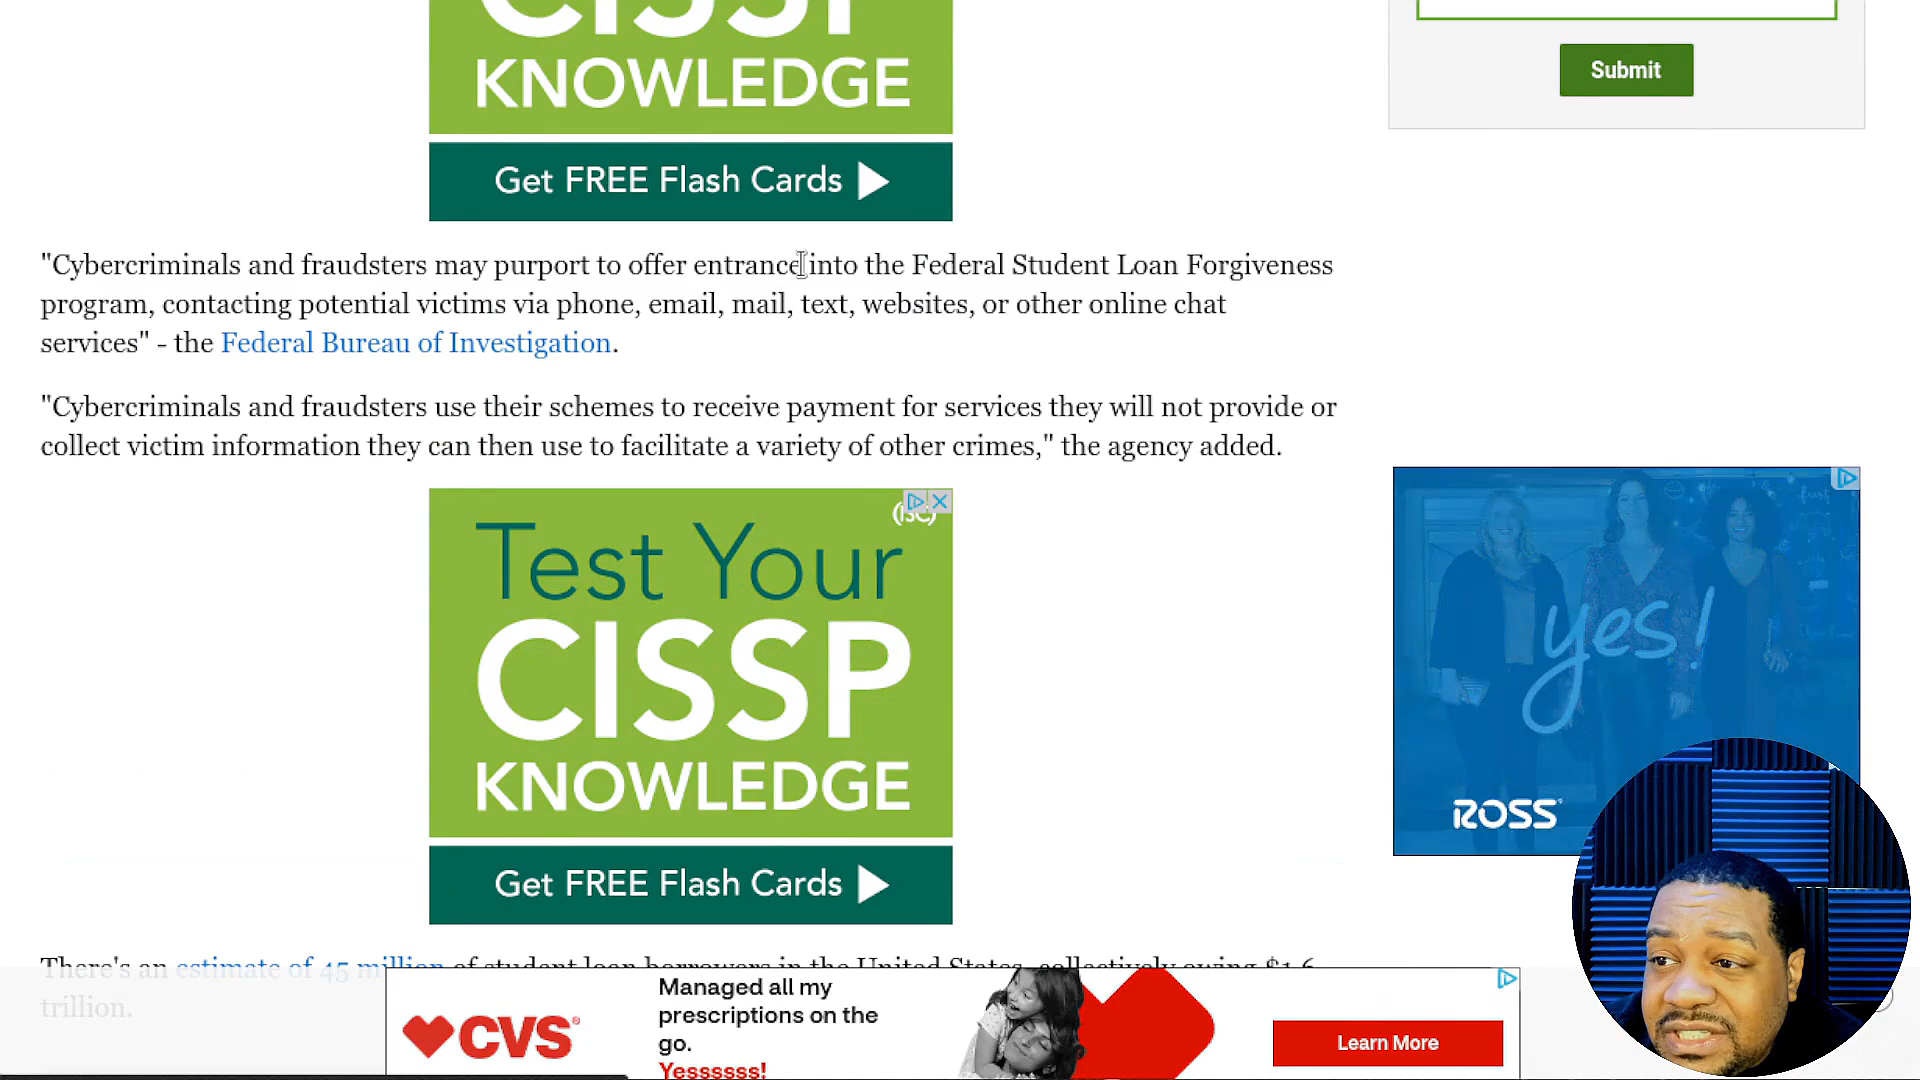 CISSP
KNOWLEDGE
Get FREE Flash Cards
Submit
"Cybercriminals and fraudsters may purport to offer entrance into the Federal Student Loan Forgiveness
program, contacting potential victims via phone, email, mail, text, websites, or other online chat
services" - the Federal Bureau of Investigation.
"Cybercriminals and fraudsters use their schemes to receive payment for services they will not provide or
collect victim information they can then use to facilitate a variety of other crimes," the agency added.
(ISC)
Test Your
CISSP
KNOWLEDGE
Get FREE Flash Cards
yes!
ROSS
There's an estimate of 45 million of student loan borrowers in the United States, collectively owing $1.6
trillion.
CVS
Managed all my
prescriptions on the
go.
Yessssss!
Learn More